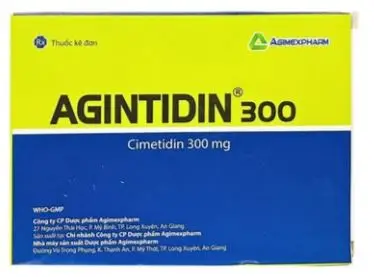 Rx Thuốc kê đơn
AGIMEXPHARM
AGINTIDIN® 300
Cimetidin 300 mg
WHO-GMP
Công ty CP Dược phẩm Agimexpharm
27 Nguyễn Thái Học, P. Mỹ Bình, TP. Long Xuyên, An Giang
Sản xuất tại: Chi nhánh Công ty CP Dược phẩm Agimexpharm
Nhà máy sản xuất Dược phẩm Agimexpharm
Đường Vũ Trọng Phụng, K. Thạnh An, P. Mỹ Thới, TP. Long Xuyên, An Giang